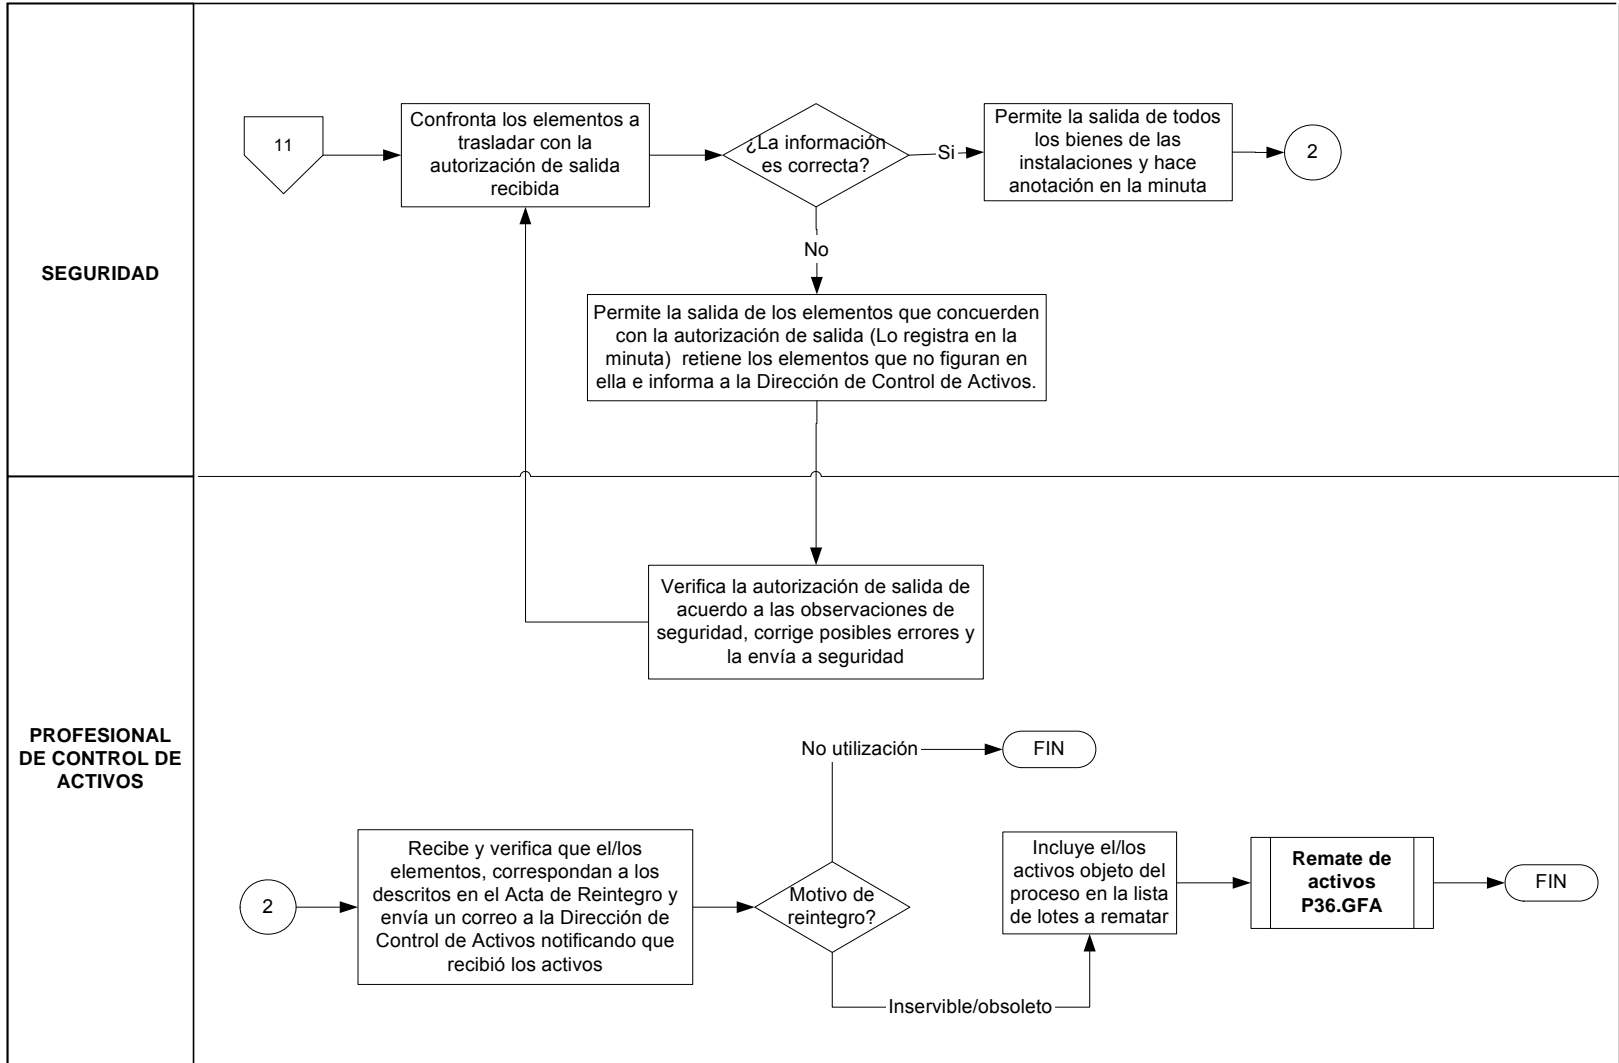 SEGURIDAD
11
Confronta los elementos a
trasladar con la
autorización de salida
recibida
¿La información
es correcta?
Si
Permite la salida de todos
los bienes de las
instalaciones y hace
anotación en la minuta
2
No
Permite la salida de los elementos que concuerden
con la autorización de salida (Lo registra en la
minuta)  retiene los elementos que no figuran en
ella e informa a la Dirección de Control de Activos.
PROFESIONAL
DE CONTROL DE
ACTIVOS
Verifica la autorización de salida de
acuerdo a las observaciones de
seguridad, corrige posibles errores y
la envía a seguridad
2
Recibe y verifica que el/los
elementos, correspondan a los
descritos en el Acta de Reintegro y
envía un correo a la Dirección de
Control de Activos notificando que
recibió los activos
Motivo de
reintegro?
No utilización
FIN
Inservible/obsoleto
Incluye el/los
activos objeto del
proceso en la lista
de lotes a rematar
Remate de
activos
P36.GFA
FIN